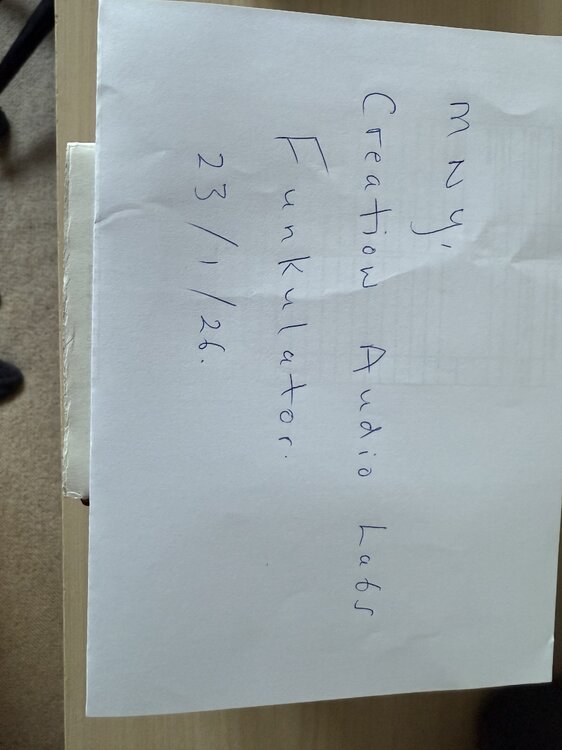 MNY,
Creation Audio Labs
Funkulator.
23/1/26.